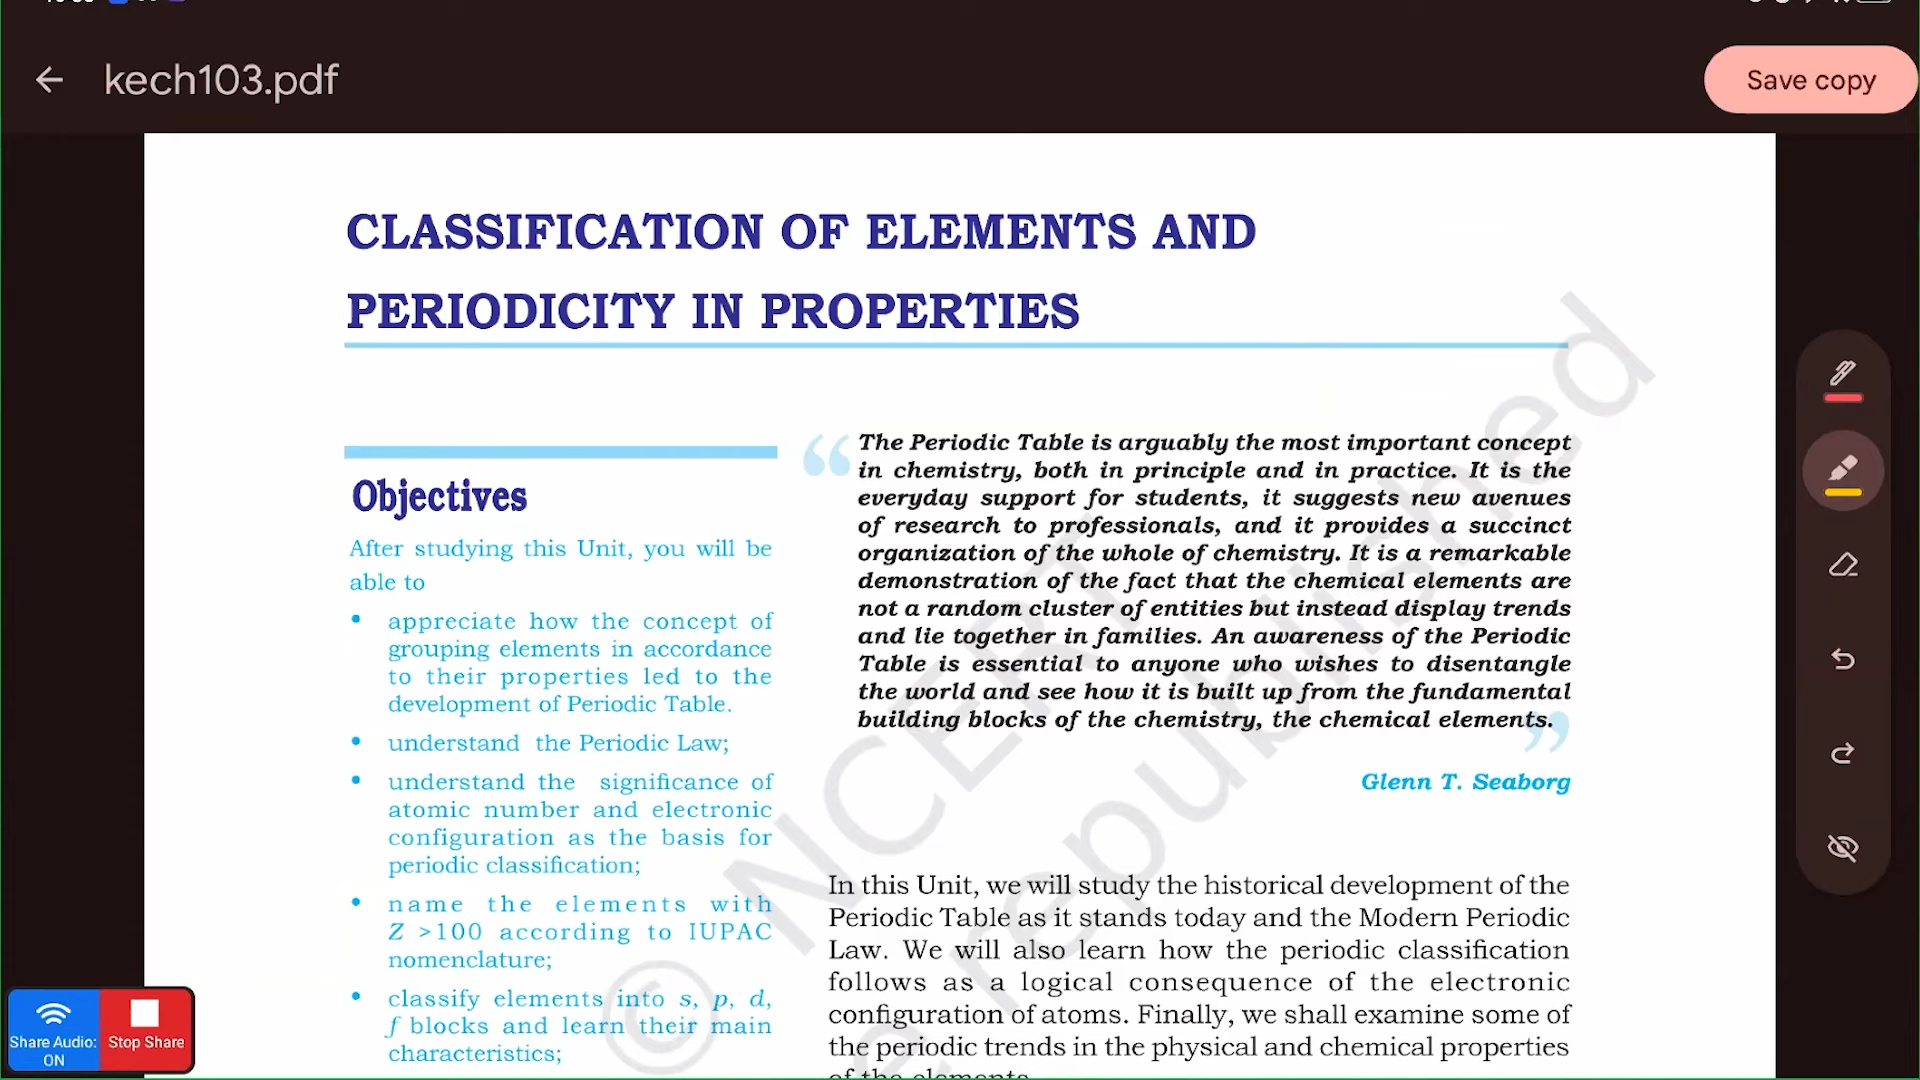 kech103.pdf
Save copy
CLASSIFICATION OF ELEMENTS AND
PERIODICITY IN PROPERTIES
Objectives
After studying this Unit, you will be
able to
• appreciate how the concept of
grouping elements in accordance
to their properties led to the
development of Periodic Table.
• understand the Periodic Law;
• understand the significance of
atomic number and electronic
configuration as the basis for
periodic classification;
• name the elements with
Z >100 according to IUPAC
nomenclature;
• classify elements into s, p, d,
f blocks and learn their main
characteristics;
“The Periodic Table is arguably the most important concept
in chemistry, both in principle and in practice. It is the
everyday support for students, it suggests new avenues
of research to professionals, and it provides a succinct
organization of the whole of chemistry. It is a remarkable
demonstration of the fact that the chemical elements are
not a random cluster of entities but instead display trends
and lie together in families. An awareness of the Periodic
Table is essential to anyone who wishes to disentangle
the world and see how it is built up from the fundamental
building blocks of the chemistry, the chemical elements.”
Glenn T. Seaborg
In this Unit, we will study the historical development of the
Periodic Table as it stands today and the Modern Periodic
Law. We will also learn how the periodic classification
follows as a logical consequence of the electronic
configuration of atoms. Finally, we shall examine some of
the periodic trends in the physical and chemical properties
of the elements.
© NCERT
e republished
Share Audio:
ON
Stop Share